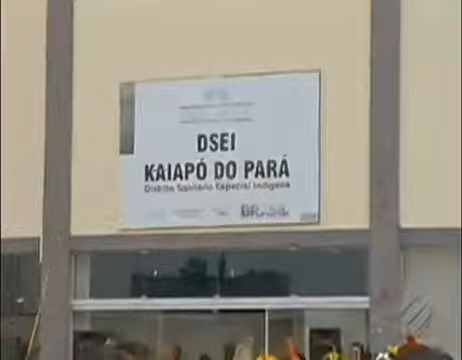 DSEI
KAIAPÓ DO PARÁ
Distrito Sanitário Especial Indígena
BRASIL